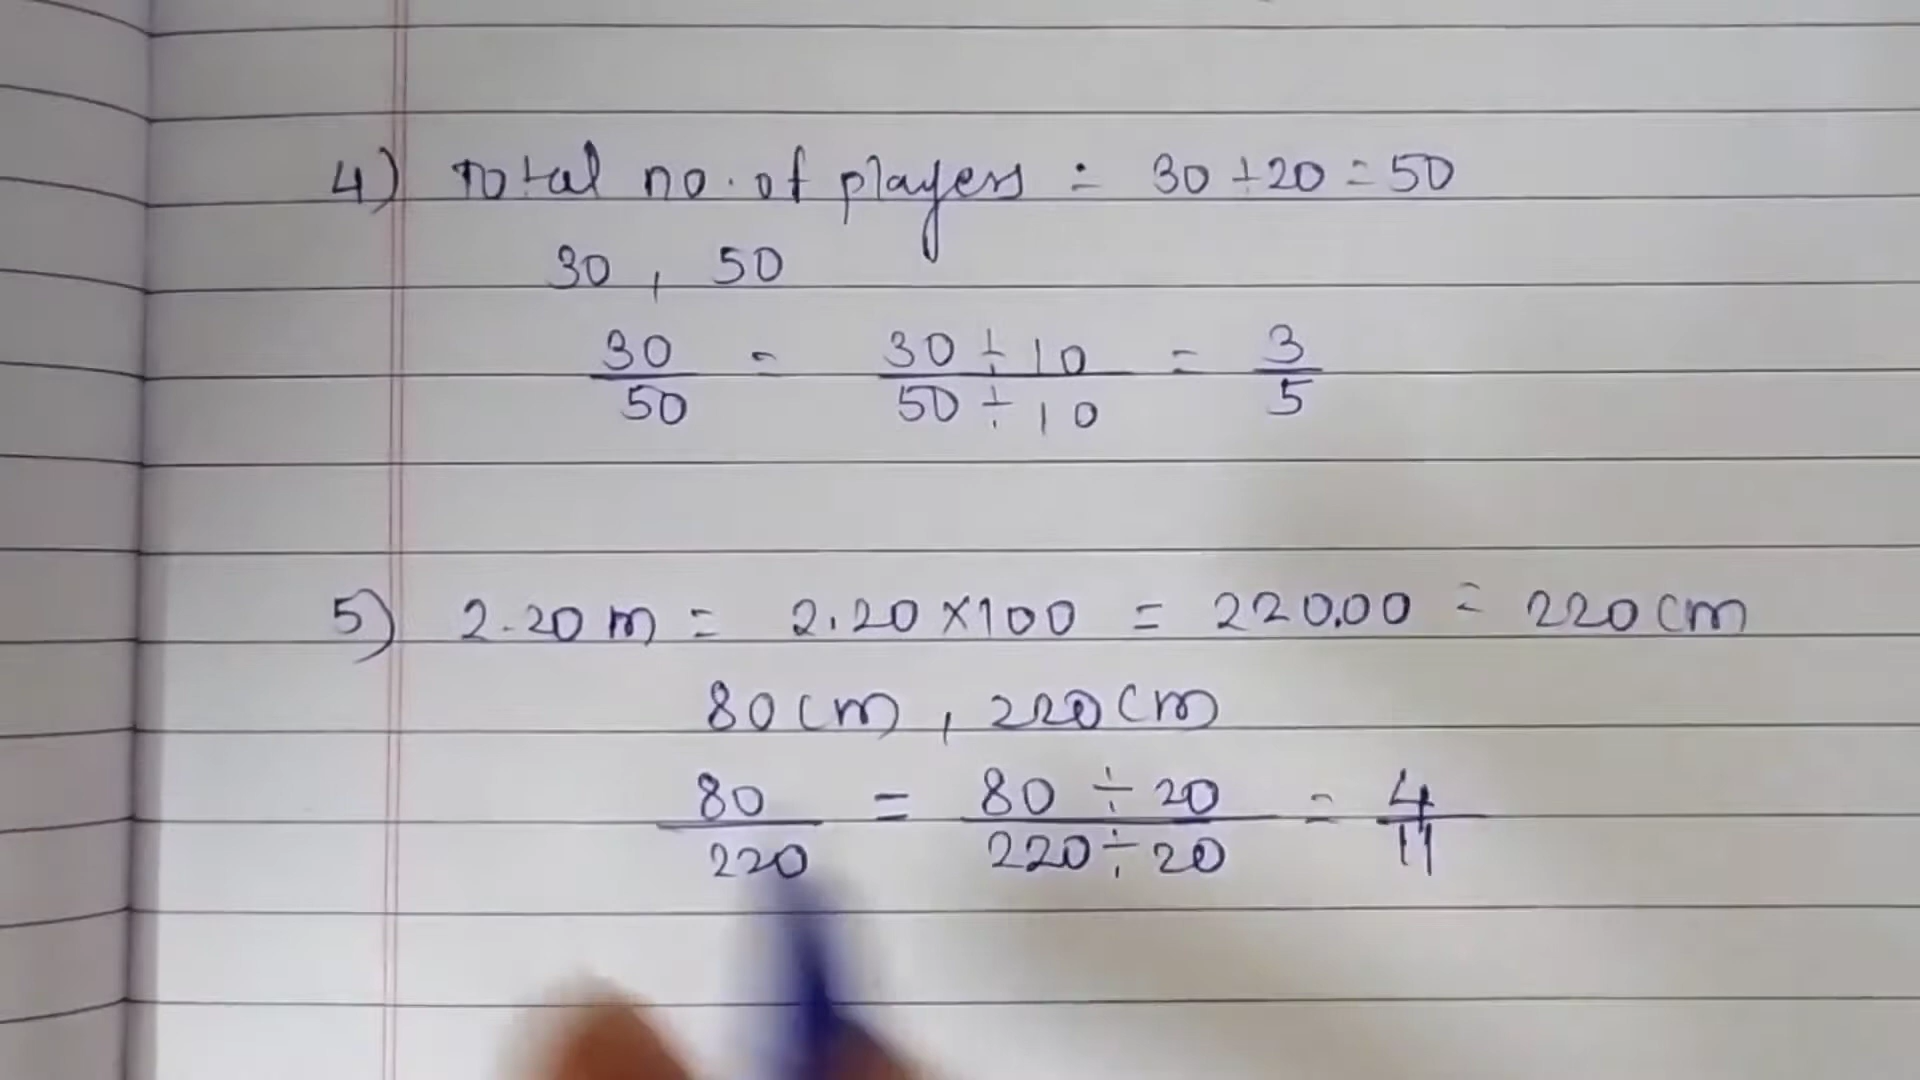 4) Total no. of players = 30 + 20 = 50
30 , 50
30/50 = 30 ÷ 10/50 ÷ 10 = 3/5
5) 2.20 m = 2.20 × 100 = 220.00 = 220 cm
80 cm , 220 cm
80/220 = 80 ÷ 20/220 ÷ 20 = 4/11